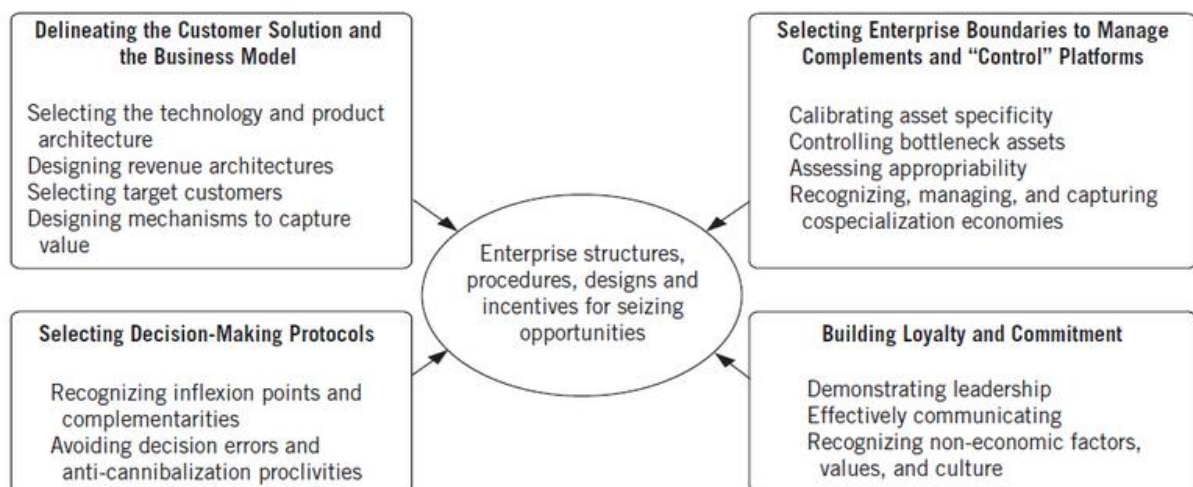 Delineating the Customer Solution and
the Business Model
Selecting the technology and product
architecture
Designing revenue architectures
Selecting target customers
Designing mechanisms to capture
value
Selecting Enterprise Boundaries to Manage
Complements and “Control” Platforms
Calibrating asset specificity
Controlling bottleneck assets
Assessing appropriability
Recognizing, managing, and capturing
cospecialization economies
Enterprise structures,
procedures, designs and
incentives for seizing
opportunities
Selecting Decision-Making Protocols
Recognizing inflexion points and
complementarities
Avoiding decision errors and
anti-cannibalization proclivities
Building Loyalty and Commitment
Demonstrating leadership
Effectively communicating
Recognizing non-economic factors,
values, and culture